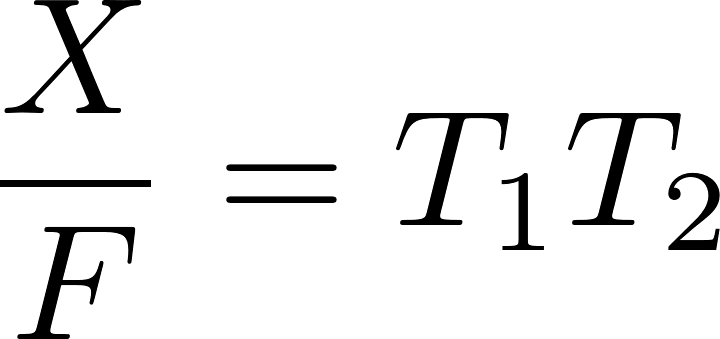 X/F = T₁T₂